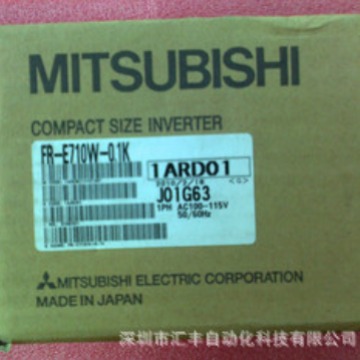 MITSUBISHI
COMPACT SIZE INVERTER
FR-E710W-0.1K
1ARD01
J01G63
1PH AC100-115V
50/60Hz
MITSUBISHI ELECTRIC CORPORATION
MADE IN JAPAN
深圳市汇丰自动化科技有限公司